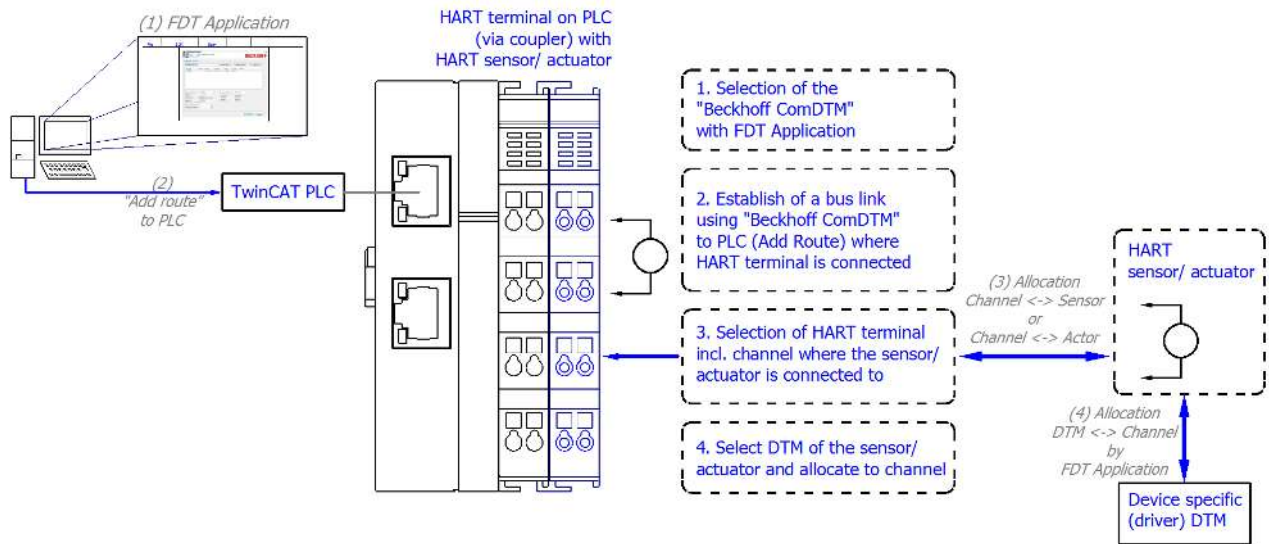 (1) FDT Application
HART terminal on PLC
(via coupler) with
HART sensor/ actuator
(2)
"Add route"
to PLC
TwinCAT PLC
1. Selection of the
"Beckhoff ComDTM"
with FDT Application
2. Establish of a bus link
using "Beckhoff ComDTM"
to PLC (Add Route) where
HART terminal is connected
3. Selection of HART terminal
incl. channel where the sensor/
actuator is connected to
4. Select DTM of the sensor/
actuator and allocate to channel
(3) Allocation
Channel <-> Sensor
or
Channel <-> Actor
HART
sensor/ actuator
(4) Allocation
DTM <-> Channel
by
FDT Application
Device specific
(driver) DTM